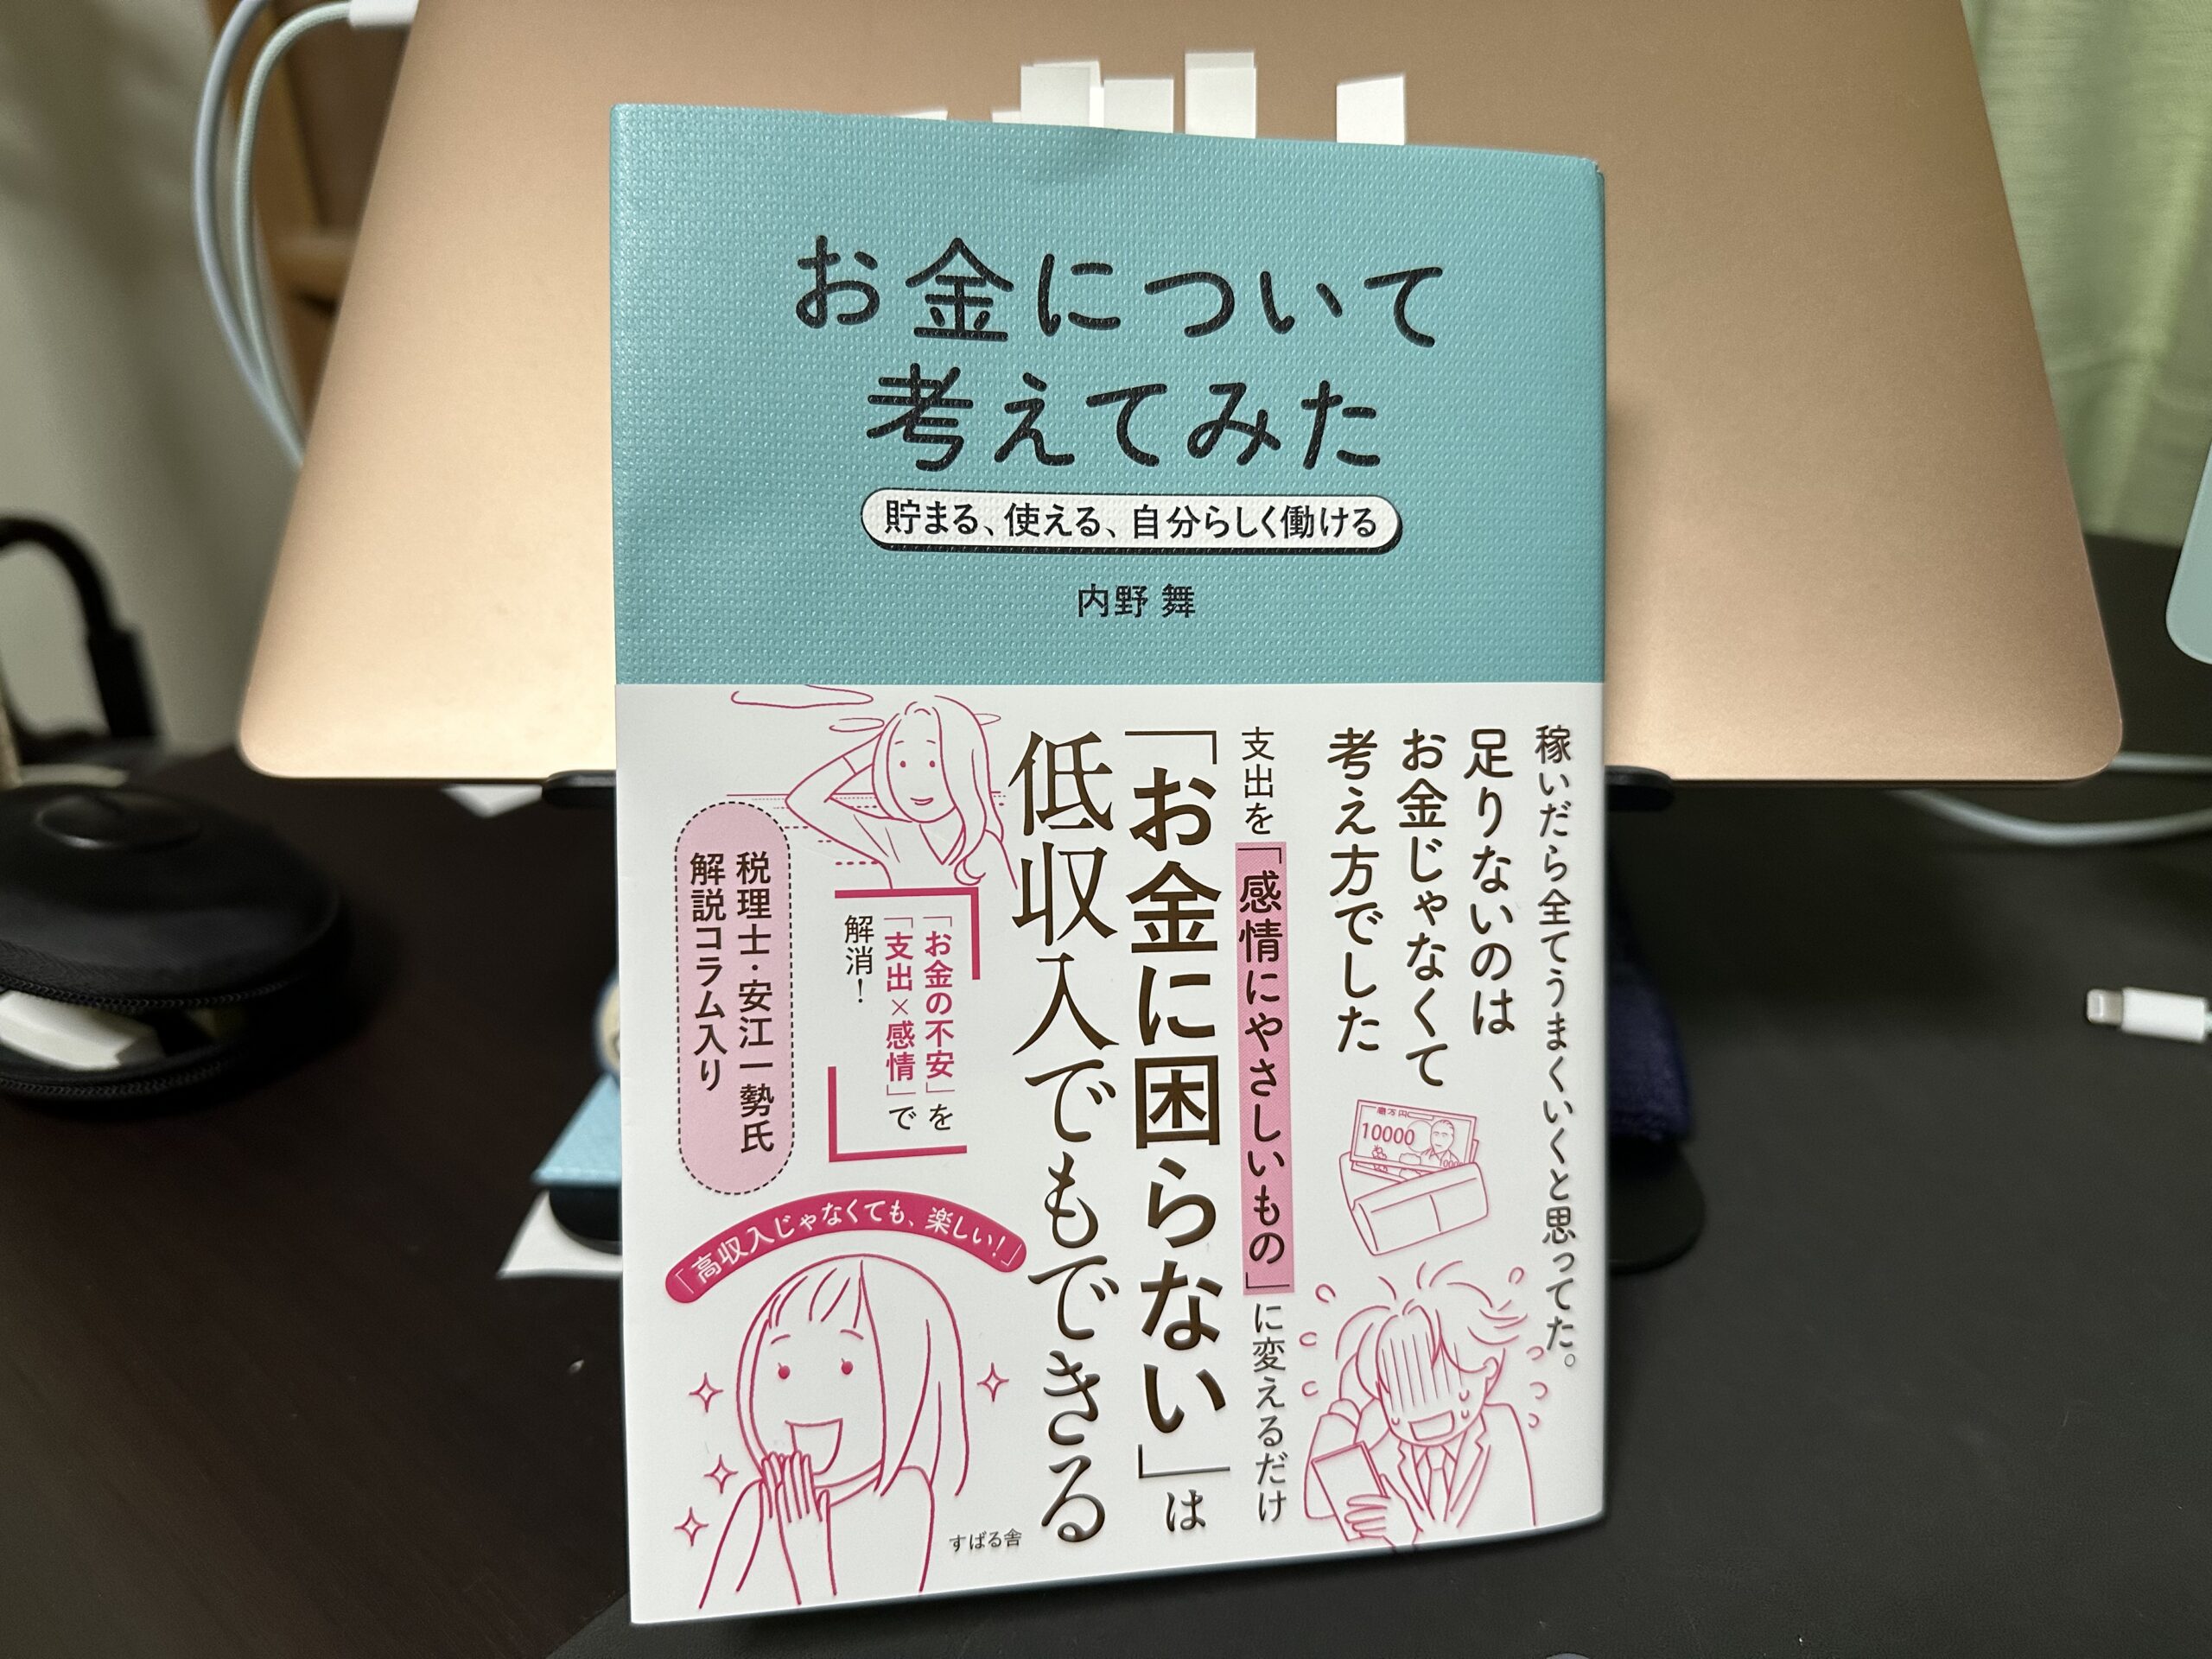 お金について
考えてみた
貯まる、使える、自分らしく働ける
内野 舞
稼いだら全てうまくいくと思ってた。
足りないのは
お金じゃなくて
考え方でした
10000
支出を「感情にやさしいもの」に変えるだけ
「お金に困らない」は
低収入でもできる
「お金の不安」を
「支出×感情」で
解消!
税理士・安江一勢氏
解説コラム入り
「高収入じゃなくても、楽しい!」
すばる舎